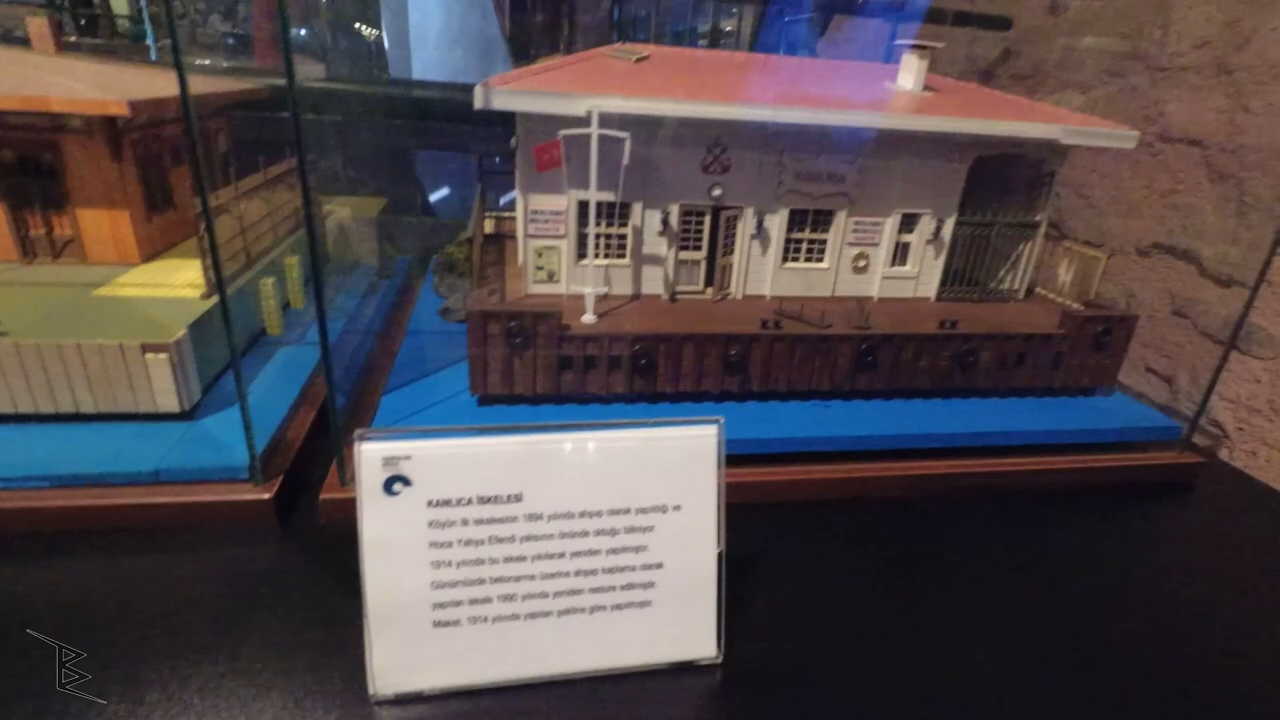 KANLICA İSKELESİ
Köyün ilk iskelesinin 1894 yılında ahşap olarak yapıldığı ve
Hoca Yahya Efendi yalısının önünde olduğu biliniyor.
1914 yılında bu iskele yıkılarak yeniden yapılmıştır.
Günümüzde betonarme üzerine ahşap kaplama olarak
yapılan iskele 1990 yılında yeniden restore edilmiştir.
Maket, 1914 yılında yapılan şekline göre yapılmıştır.